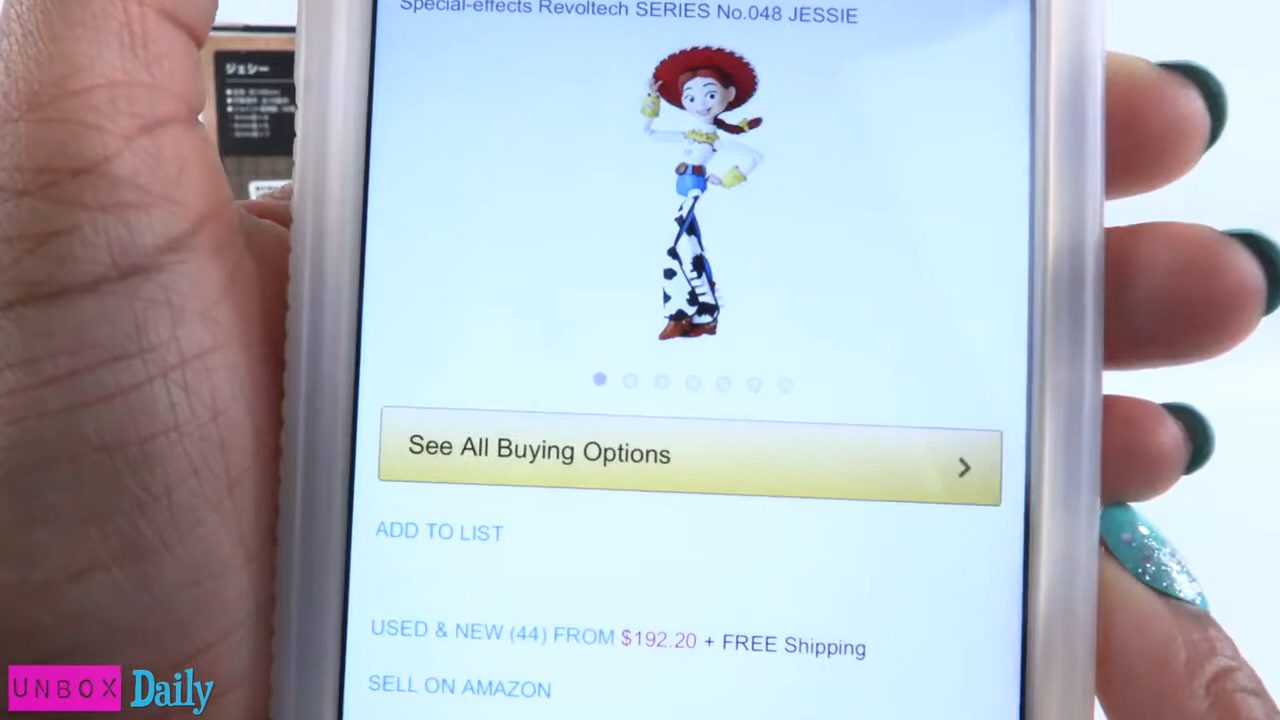 Special-effects Revoltech SERIES No.048 JESSIE
ジェシー
See All Buying Options
ADD TO LIST
USED & NEW (44) FROM $192.20 + FREE Shipping
SELL ON AMAZON
UNBOX Daily